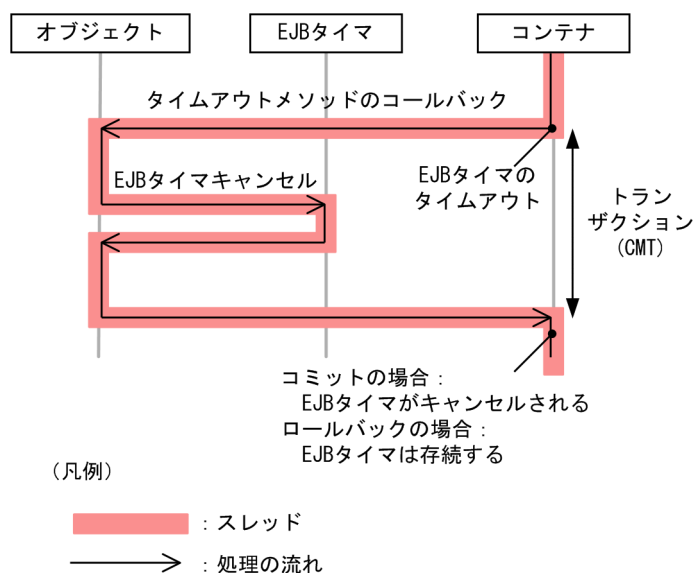 オブジェクト
EJBタイマ
コンテナ
タイムアウトメソッドのコールバック
EJBタイマの
タイムアウト
EJBタイマキャンセル
トラン
ザクション
(CMT)
コミットの場合：
EJBタイマがキャンセルされる
ロールバックの場合：
EJBタイマは存続する
(凡例)
：スレッド
：処理の流れ